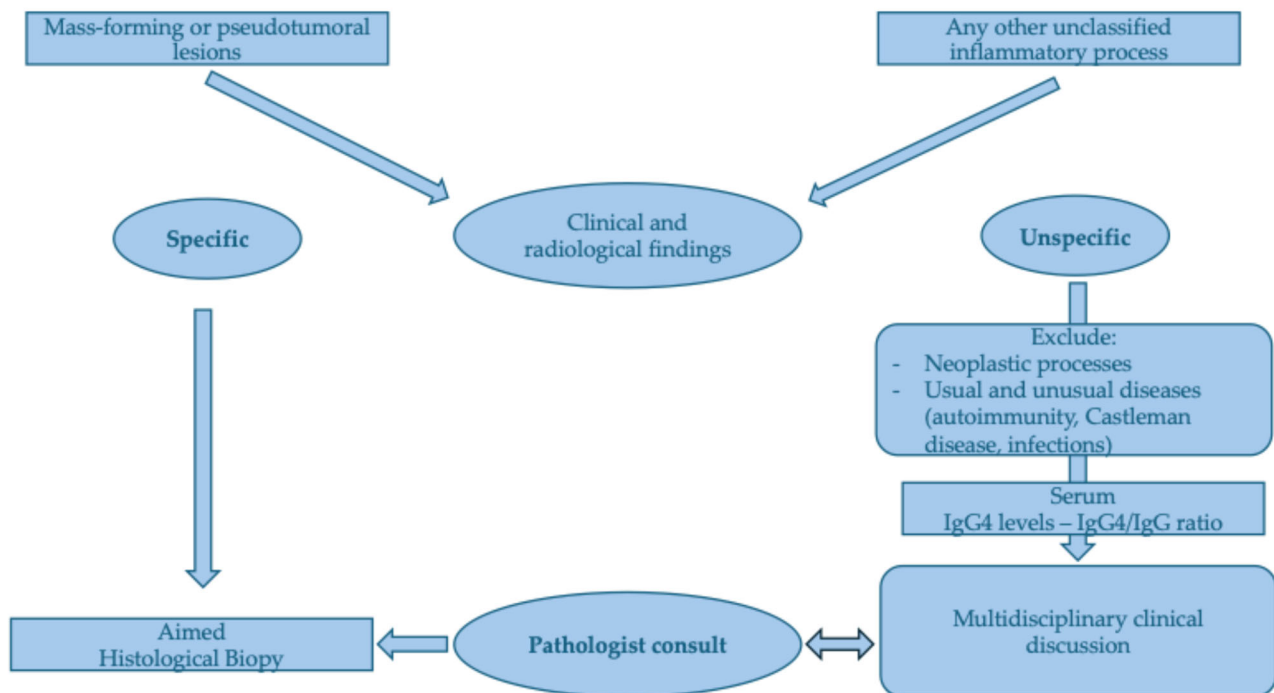 Mass-forming or pseudotumoral
lesions
Any other unclassified
inflammatory process
Clinical and
radiological findings
Specific
Unspecific
Exclude:
- Neoplastic processes
- Usual and unusual diseases
(autoimmunity, Castleman
disease, infections)
Serum
IgG4 levels – IgG4/IgG ratio
Aimed
Histological Biopy
Pathologist consult
Multidisciplinary clinical
discussion